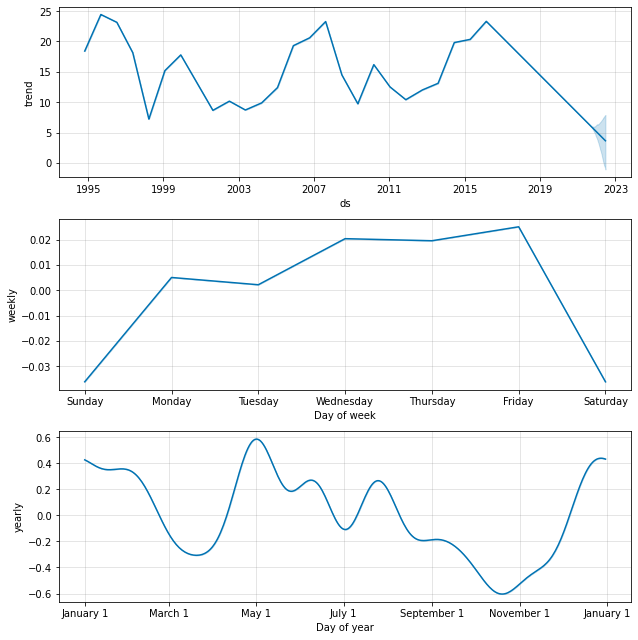 25
20
15
10
5
0
trend
1995 1999 2003 2007 2011 2015 2019 2023
ds
0.02
0.01
0.00
−0.01
−0.02
−0.03
weekly
Sunday Monday Tuesday Wednesday Thursday Friday Saturday
Day of week
0.6
0.4
0.2
0.0
−0.2
−0.4
−0.6
yearly
January 1 March 1 May 1 July 1 September 1 November 1 January 1
Day of year